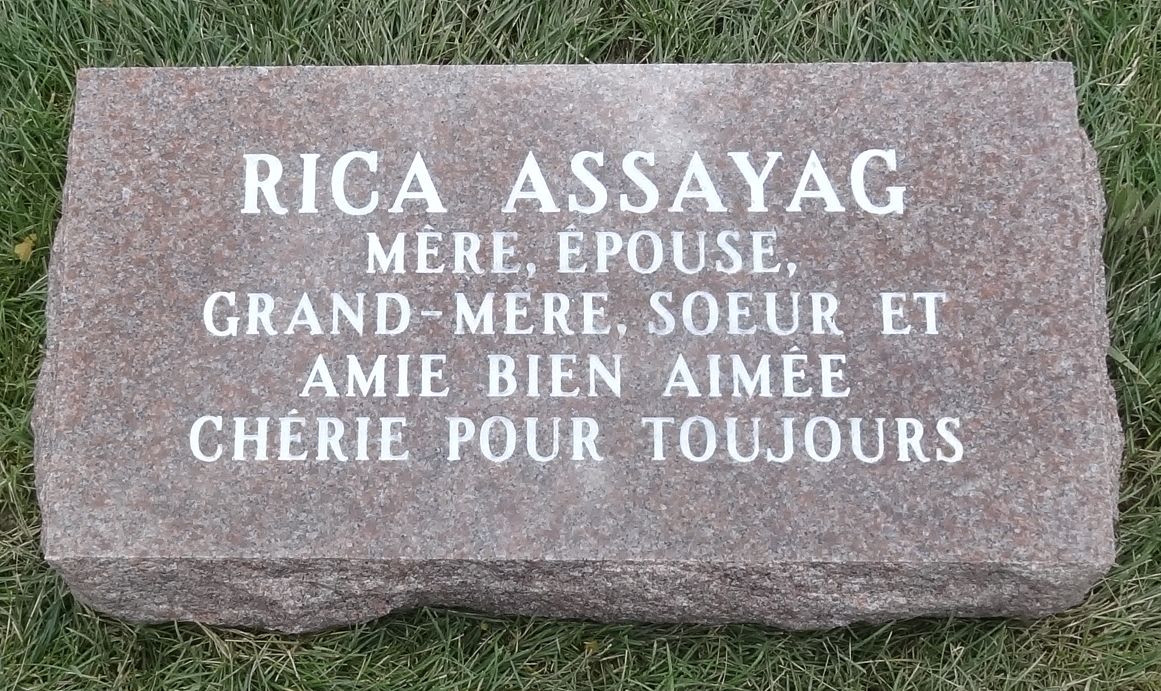 RICA ASSAYAG
MÈRE, ÉPOUSE,
GRAND-MÈRE, SOEUR ET
AMIE BIEN AIMÉE
CHÉRIE POUR TOUJOURS